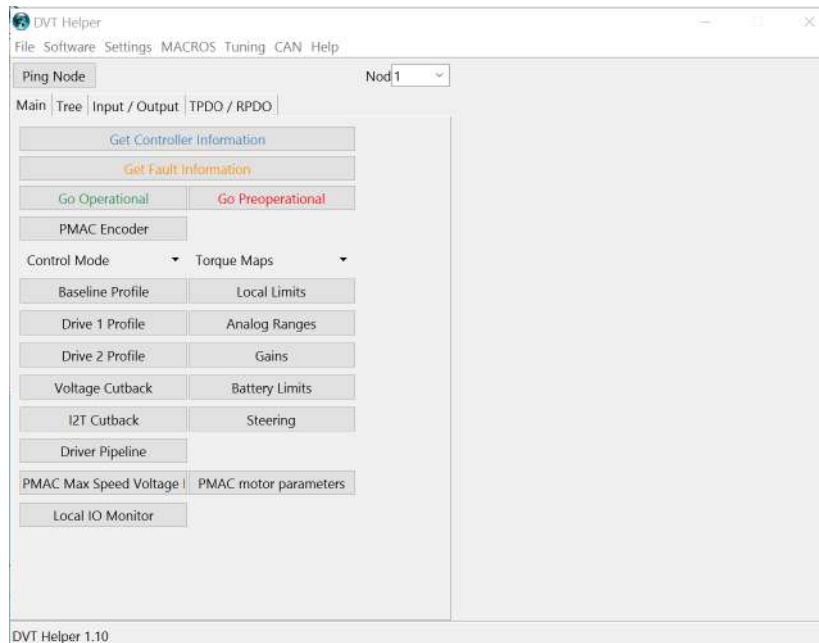 DVT Helper
File Software Settings MACROS Tuning CAN Help
Ping Node Nod 1
Main Tree Input / Output TPDO / RPDO
Get Controller Information
Get Fault Information
Go Operational Go Preoperational
PMAC Encoder
Control Mode Torque Maps
Baseline Profile Local Limits
Drive 1 Profile Analog Ranges
Drive 2 Profile Gains
Voltage Cutback Battery Limits
I2T Cutback Steering
Driver Pipeline
PMAC Max Speed Voltage PMAC motor parameters
Local IO Monitor
DVT Helper 1.10